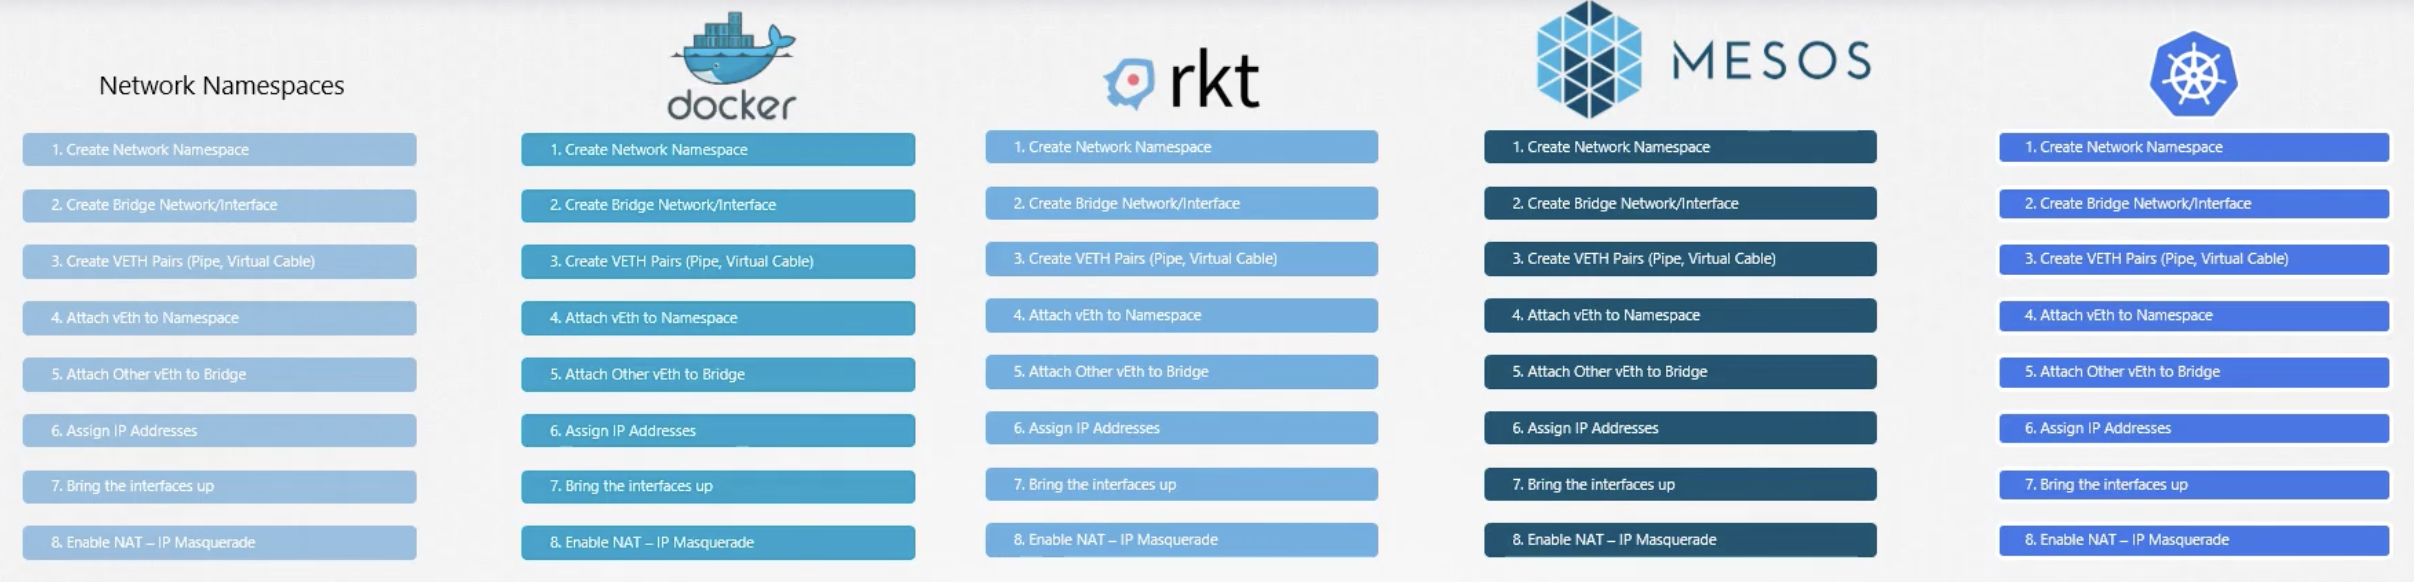 Network Namespaces
1. Create Network Namespace
2. Create Bridge Network/Interface
3. Create VETH Pairs (Pipe, Virtual Cable)
4. Attach vEth to Namespace
5. Attach Other vEth to Bridge
6. Assign IP Addresses
7. Bring the interfaces up
8. Enable NAT – IP Masquerade
docker
1. Create Network Namespace
2. Create Bridge Network/Interface
3. Create VETH Pairs (Pipe, Virtual Cable)
4. Attach vEth to Namespace
5. Attach Other vEth to Bridge
6. Assign IP Addresses
7. Bring the interfaces up
8. Enable NAT – IP Masquerade
rkt
1. Create Network Namespace
2. Create Bridge Network/Interface
3. Create VETH Pairs (Pipe, Virtual Cable)
4. Attach vEth to Namespace
5. Attach Other vEth to Bridge
6. Assign IP Addresses
7. Bring the interfaces up
8. Enable NAT – IP Masquerade
MESOS
1. Create Network Namespace
2. Create Bridge Network/Interface
3. Create VETH Pairs (Pipe, Virtual Cable)
4. Attach vEth to Namespace
5. Attach Other vEth to Bridge
6. Assign IP Addresses
7. Bring the interfaces up
8. Enable NAT – IP Masquerade
1. Create Network Namespace
2. Create Bridge Network/Interface
3. Create VETH Pairs (Pipe, Virtual Cable)
4. Attach vEth to Namespace
5. Attach Other vEth to Bridge
6. Assign IP Addresses
7. Bring the interfaces up
8. Enable NAT – IP Masquerade